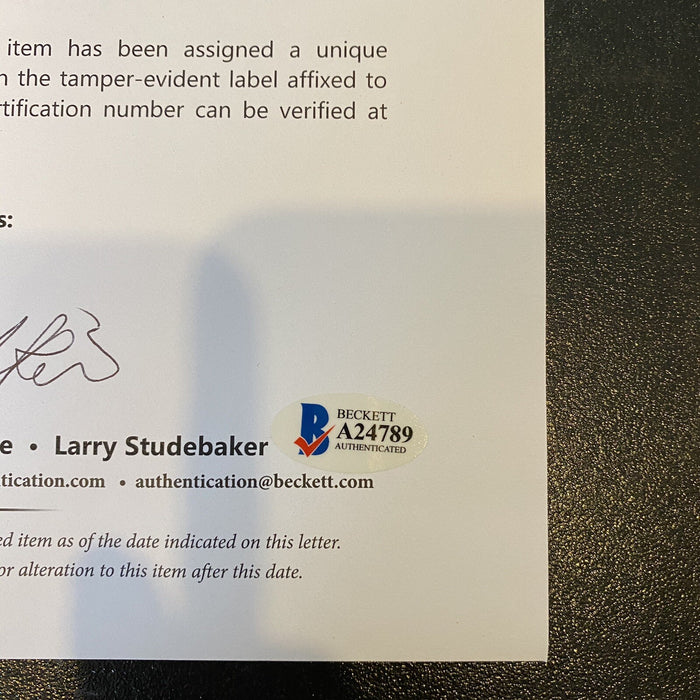 item has been assigned a unique
the tamper-evident label affixed to
certification number can be verified at
s:
e • Larry Studebaker
BECKETT
A24789
AUTHENTICATED
tication.com • authentication@beckett.com
ed item as of the date indicated on this letter.
or alteration to this item after this date.